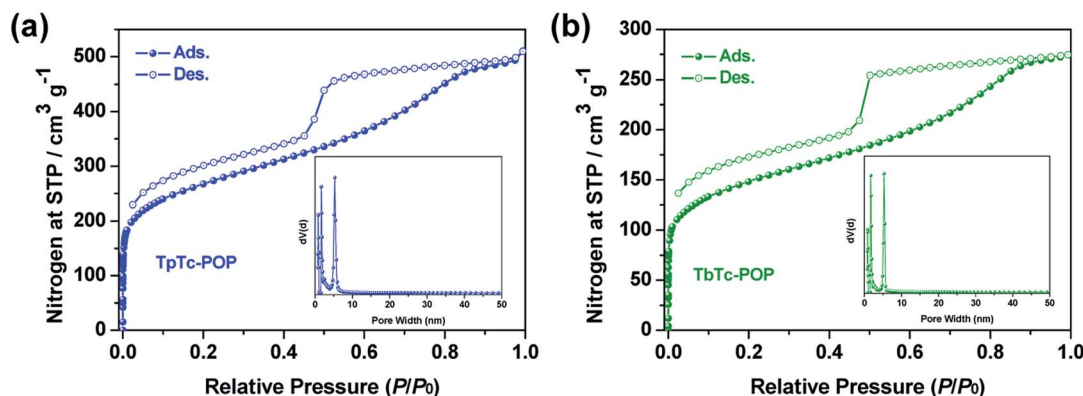 (a)
Nitrogen at STP / cm³ g⁻¹
500
400
300
200
100
0
Ads.
Des.
TpTc-POP
dV(d)
0 10 20 30 40 50
Pore Width (nm)
0.0 0.2 0.4 0.6 0.8 1.0
Relative Pressure (P/P₀)
(b)
Nitrogen at STP / cm³ g⁻¹
300
250
200
150
100
50
0
Ads.
Des.
TbTc-POP
dV(d)
0 10 20 30 40 50
Pore Width (nm)
0.0 0.2 0.4 0.6 0.8 1.0
Relative Pressure (P/P₀)